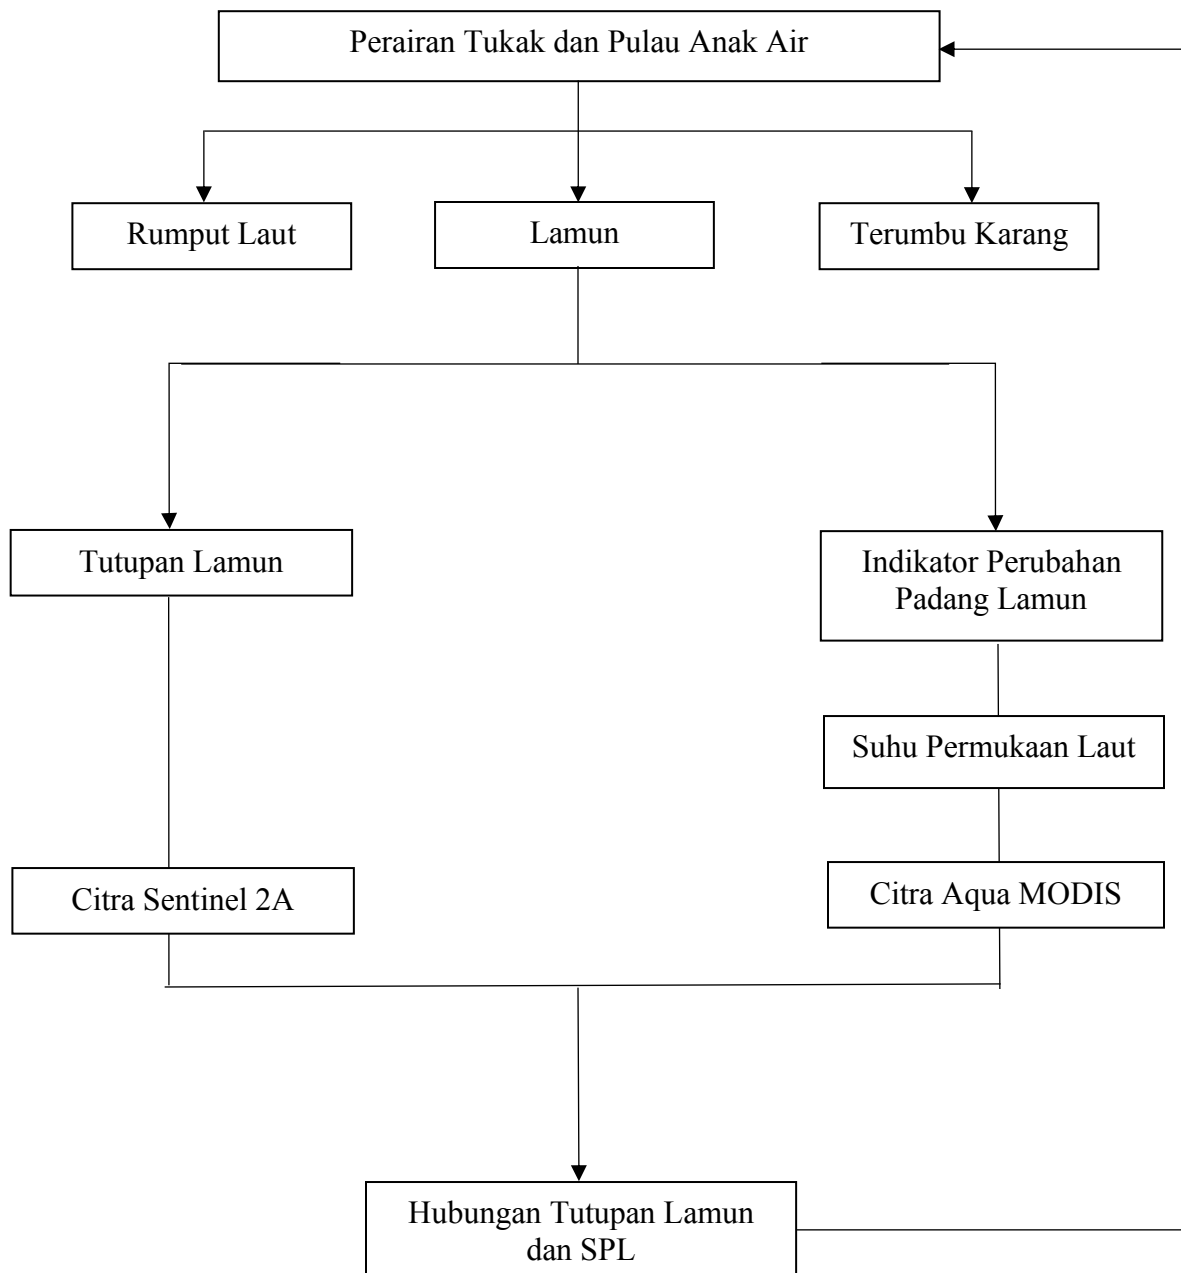 Perairan Tukak dan Pulau Anak Air
Rumput Laut
Lamun
Terumbu Karang
Tutupan Lamun
Indikator Perubahan
Padang Lamun
Suhu Permukaan Laut
Citra Sentinel 2A
Citra Aqua MODIS
Hubungan Tutupan Lamun
dan SPL